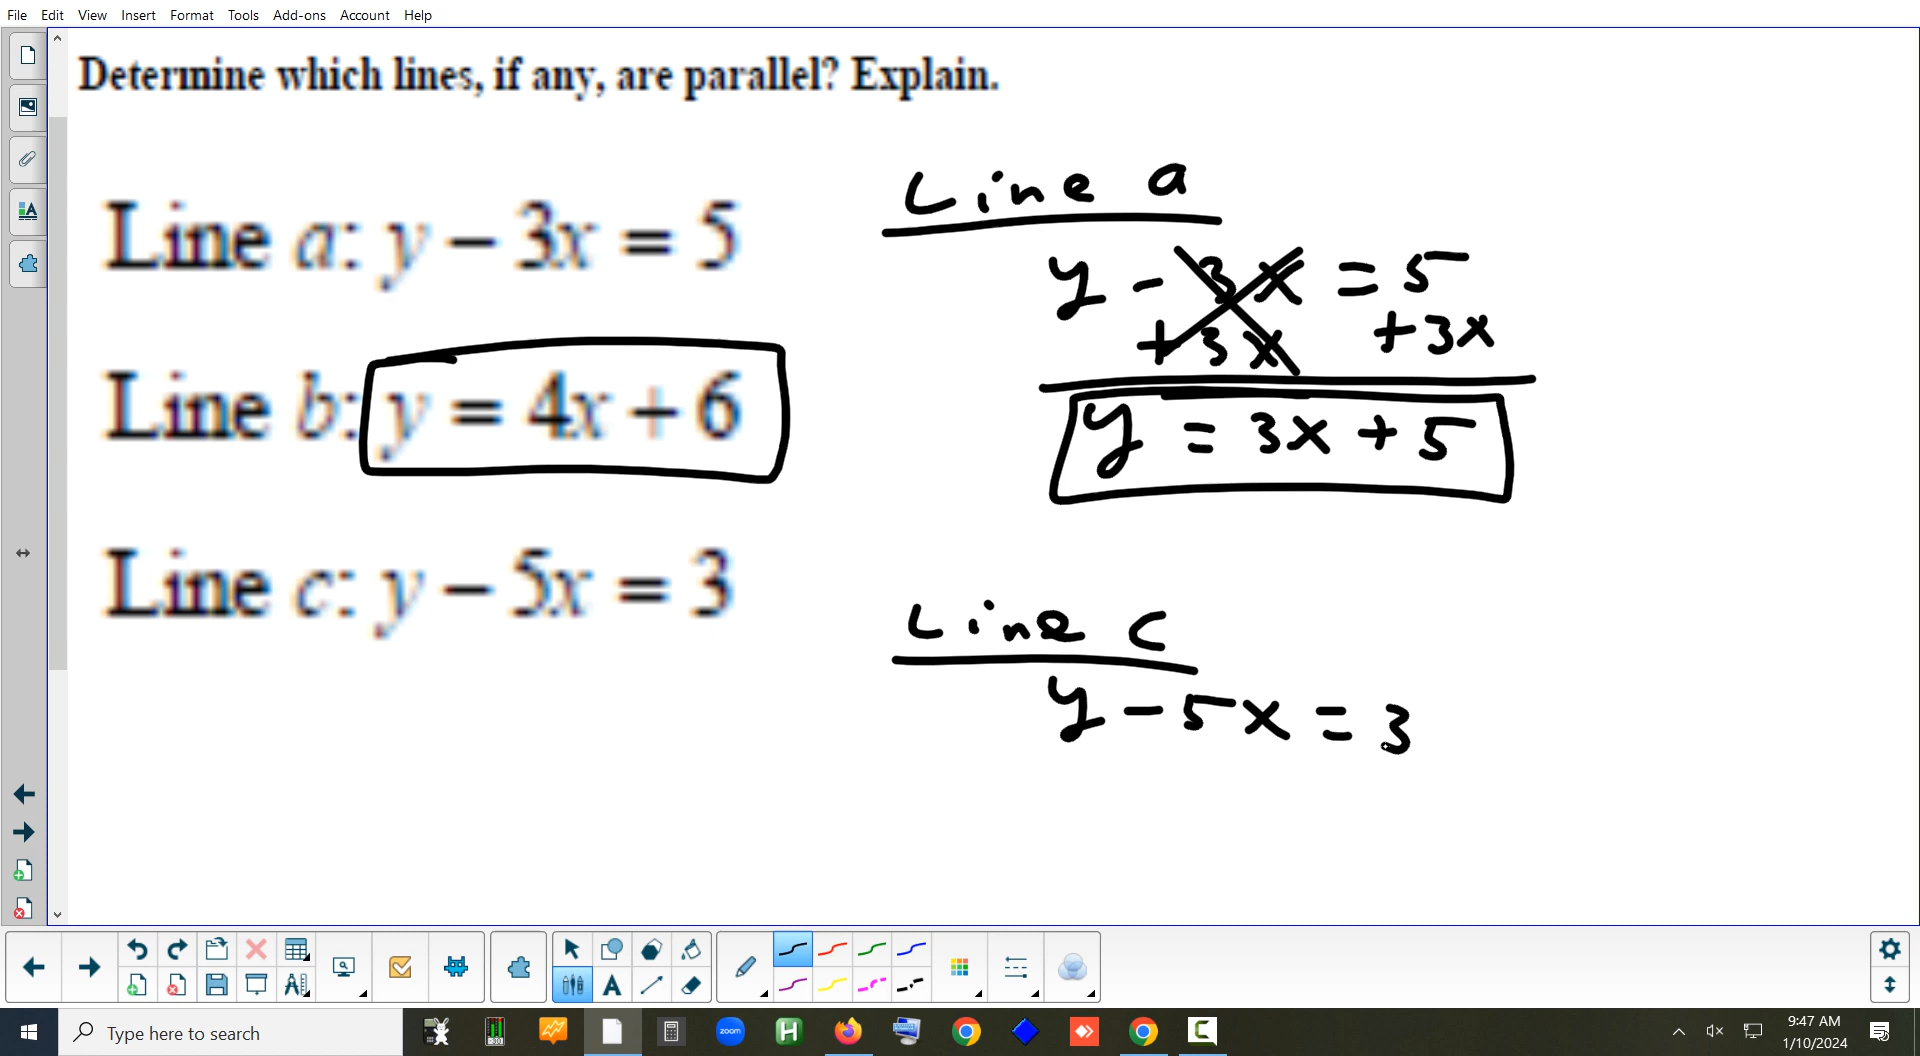 File Edit View Insert Format Tools Add-ons Account Help
Determine which lines, if any, are parallel? Explain.
Line a: y – 3x = 5
Line b: y = 4x + 6
Line c: y – 5x = 3
Line a
y - 3x = 5
+3x +3x
y = 3x + 5
Line c
y - 5x = 3
A
Type here to search
zoom
H
C
9:47 AM
1/10/2024